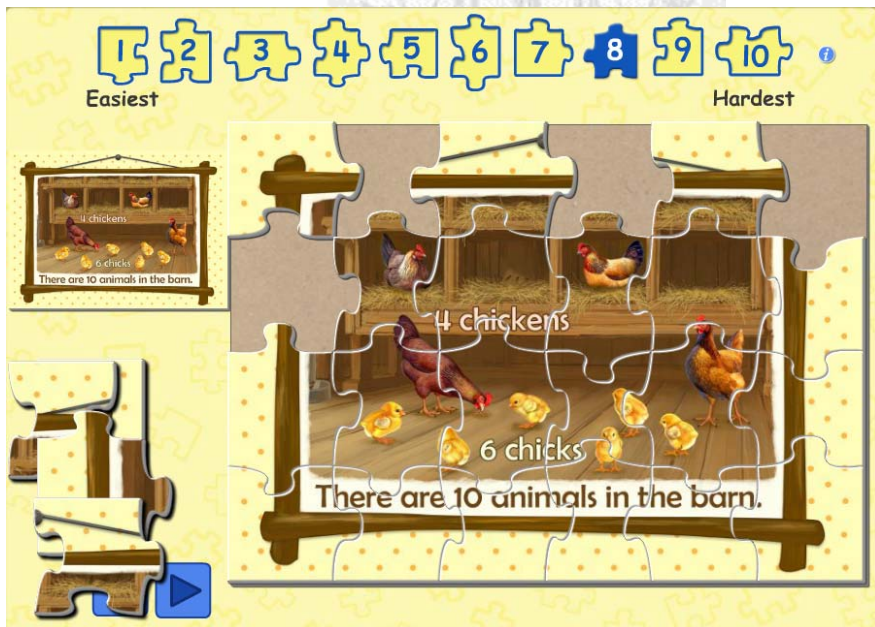 1 2 3 4 5 6 7 8 9 10 i
Easiest Hardest
4 chickens
6 chicks
There are 10 animals in the barn.
4 chickens
6 chicks
There are 10 animals in the barn.